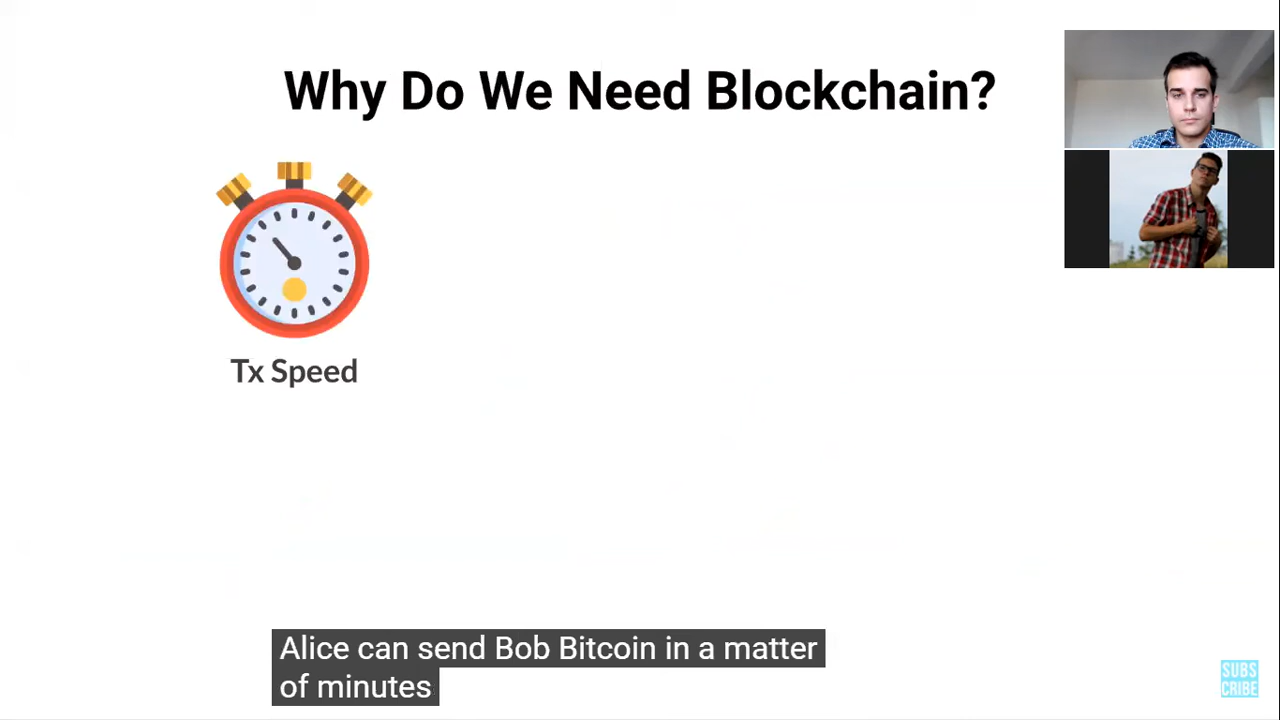 Why Do We Need Blockchain?
Tx Speed
Alice can send Bob Bitcoin in a matter
of minutes
SUBS
CRIBE